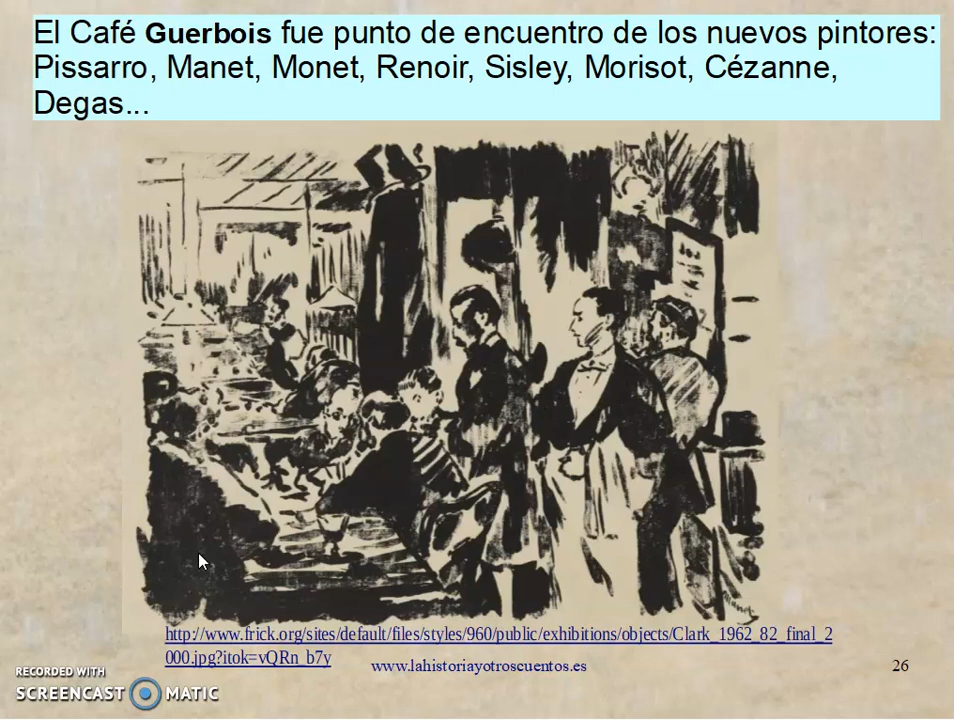 El Café Guerbois fue punto de encuentro de los nuevos pintores:
Pissarro, Manet, Monet, Renoir, Sisley, Morisot, Cézanne,
Degas...
Manet
http://www.frick.org/sites/default/files/styles/960/public/exhibitions/objects/Clark_1962_82_final_2
000.jpg?itok=vQRn_b7y
www.lahistoriayotroscuentos.es
26
RECORDED WITH
SCREENCAST MATIC